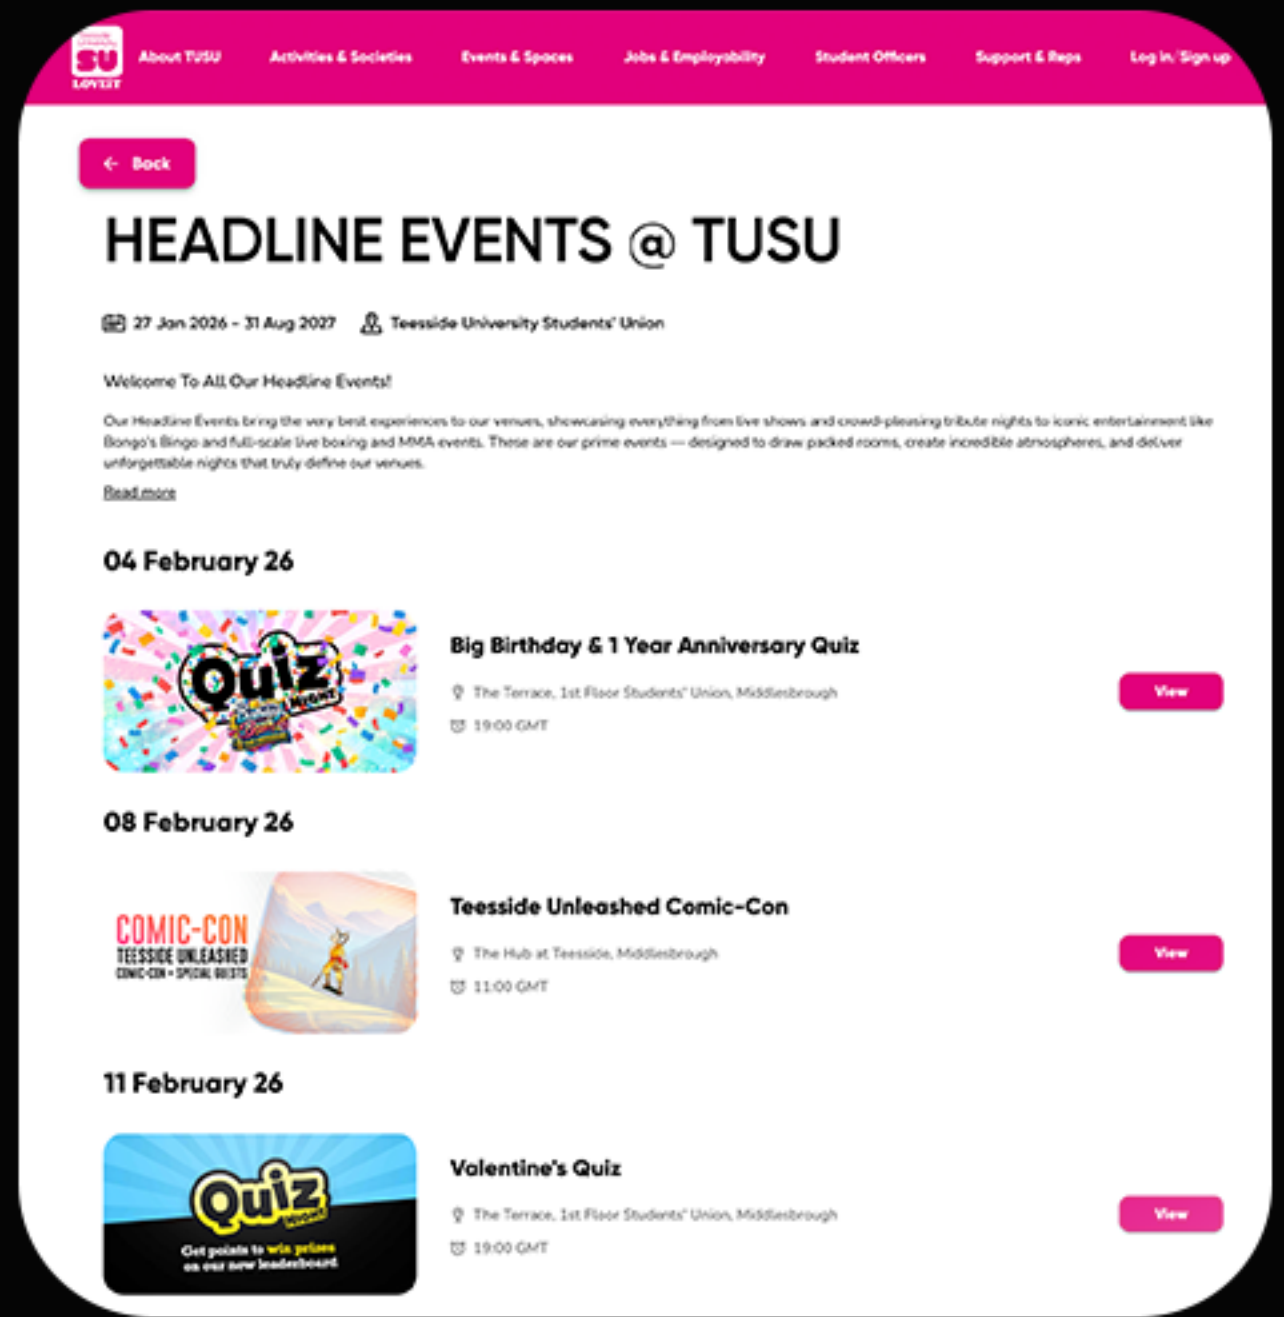 SU
LOVEIT
About TUSU
Activities & Societies
Events & Spaces
Jobs & Employability
Student Officers
Support & Reps
Log in/Sign up
← Back
HEADLINE EVENTS @ TUSU
27 Jan 2026 - 31 Aug 2027
Teesside University Students' Union
Welcome To All Our Headline Events!
Our Headline Events bring the very best experiences to our venues, showcasing everything from live shows and crowd-pleasing tribute nights to iconic entertainment like
Bongo's Bingo and full-scale live boxing and MMA events. These are our prime events — designed to draw packed rooms, create incredible atmospheres, and deliver
unforgettable nights that truly define our venues.
Read more
04 February 26
Quiz
NIGHT
Big Birthday & 1 Year Anniversary Quiz
The Terrace, 1st Floor Students' Union, Middlesbrough
19:00 GMT
View
08 February 26
COMIC-CON
TEESSIDE UNLEASHED
COMIC-CON + SPECIAL GUESTS
Teesside Unleashed Comic-Con
The Hub at Teesside, Middlesbrough
11:00 GMT
View
11 February 26
Quiz
NIGHT
Get points to win prizes
on our new leaderboard
Valentine's Quiz
The Terrace, 1st Floor Students' Union, Middlesbrough
19:00 GMT
View